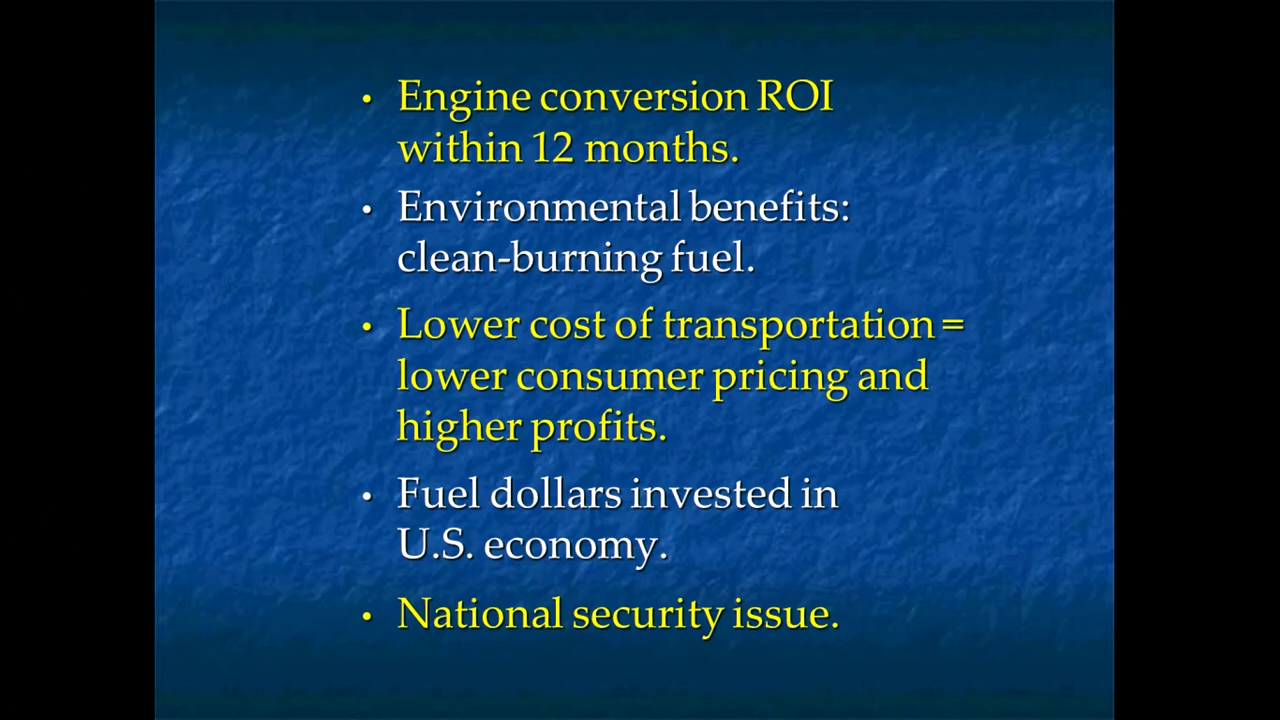 • Engine conversion ROI
within 12 months.
• Environmental benefits:
clean-burning fuel.
• Lower cost of transportation =
lower consumer pricing and
higher profits.
• Fuel dollars invested in
U.S. economy.
• National security issue.